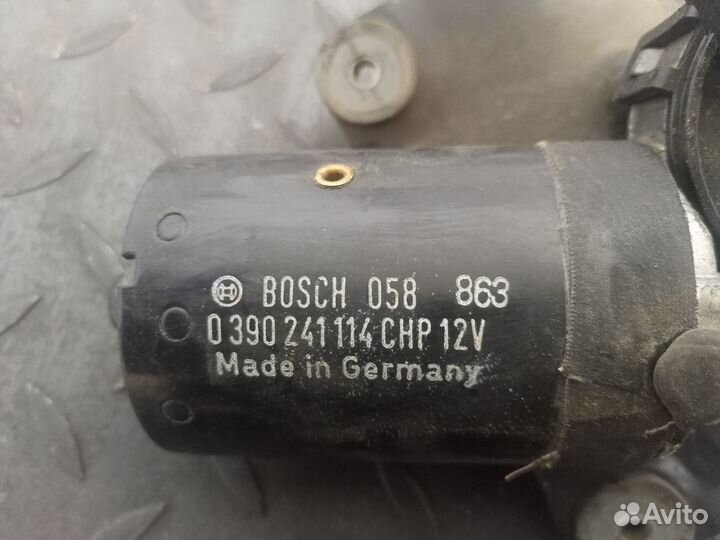 BOSCH 058 863
0 390 241 114 CHP 12V
Made in Germany
Avito